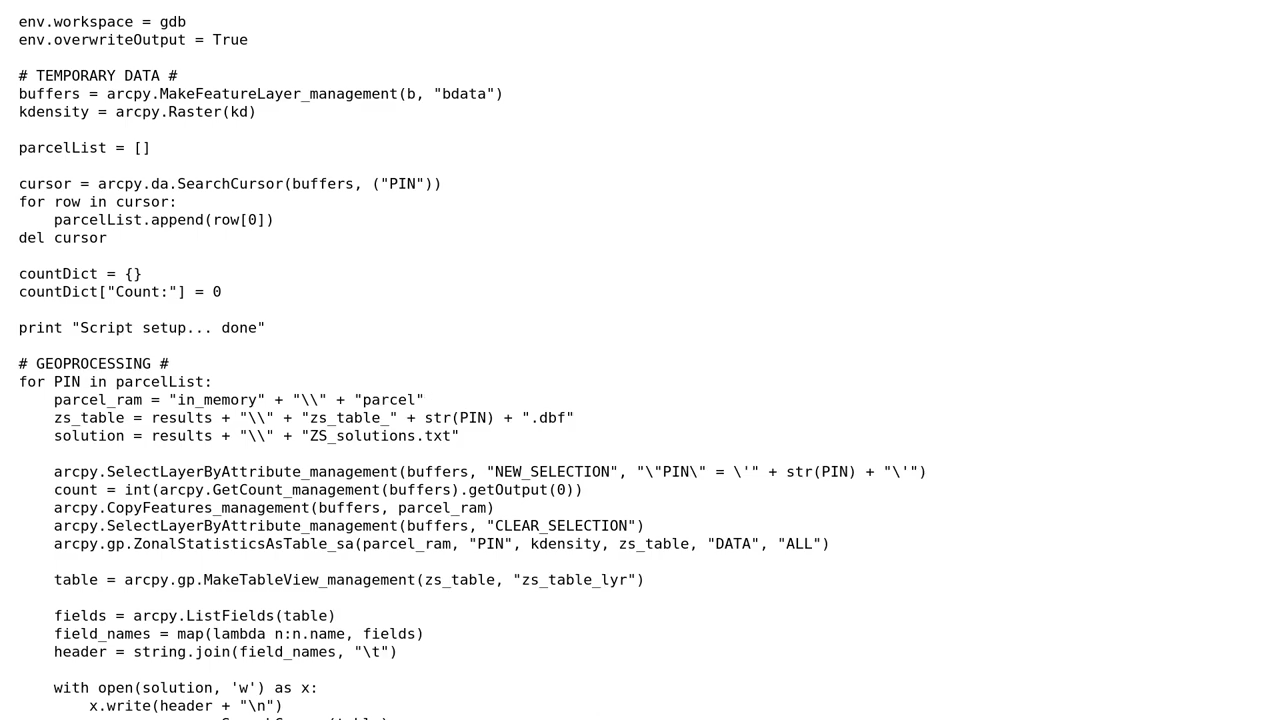 env.workspace = gdb
env.overwriteOutput = True
# TEMPORARY DATA #
buffers = arcpy.MakeFeatureLayer_management(b, "bdata")
kdensity = arcpy.Raster(kd)
parcelList = []
cursor = arcpy.da.SearchCursor(buffers, ("PIN"))
for row in cursor:
    parcelList.append(row[0])
del cursor
countDict = {}
countDict["Count:"] = 0
print "Script setup... done"
# GEOPROCESSING #
for PIN in parcelList:
    parcel_ram = "in_memory" + "\\" + "parcel"
    zs_table = results + "\\" + "zs_table_" + str(PIN) + ".dbf"
    solution = results + "\\" + "ZS_solutions.txt"
    arcpy.SelectLayerByAttribute_management(buffers, "NEW_SELECTION", "\"PIN\" = \'" + str(PIN) + "\'")
    count = int(arcpy.GetCount_management(buffers).getOutput(0))
    arcpy.CopyFeatures_management(buffers, parcel_ram)
    arcpy.SelectLayerByAttribute_management(buffers, "CLEAR_SELECTION")
    arcpy.gp.ZonalStatisticsAsTable_sa(parcel_ram, "PIN", kdensity, zs_table, "DATA", "ALL")
    table = arcpy.gp.MakeTableView_management(zs_table, "zs_table_lyr")
    fields = arcpy.ListFields(table)
    field_names = map(lambda n:n.name, fields)
    header = string.join(field_names, "\t")
    with open(solution, 'w') as x:
        x.write(header + "\n")